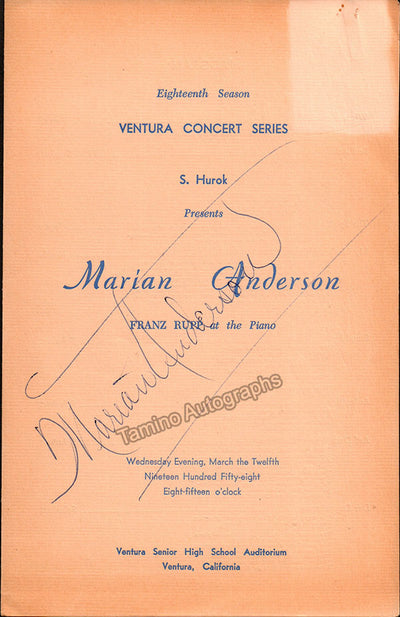 Eighteenth Season
VENTURA CONCERT SERIES
S. Hurok
Presents
Marian Anderson
FRANZ RUPP at the Piano
Marian Anderson
Tamino Autographs
Wednesday Evening, March the Twelfth
Nineteen Hundred Fifty-eight
Eight-fifteen o'clock
Ventura Senior High School Auditorium
Ventura, California